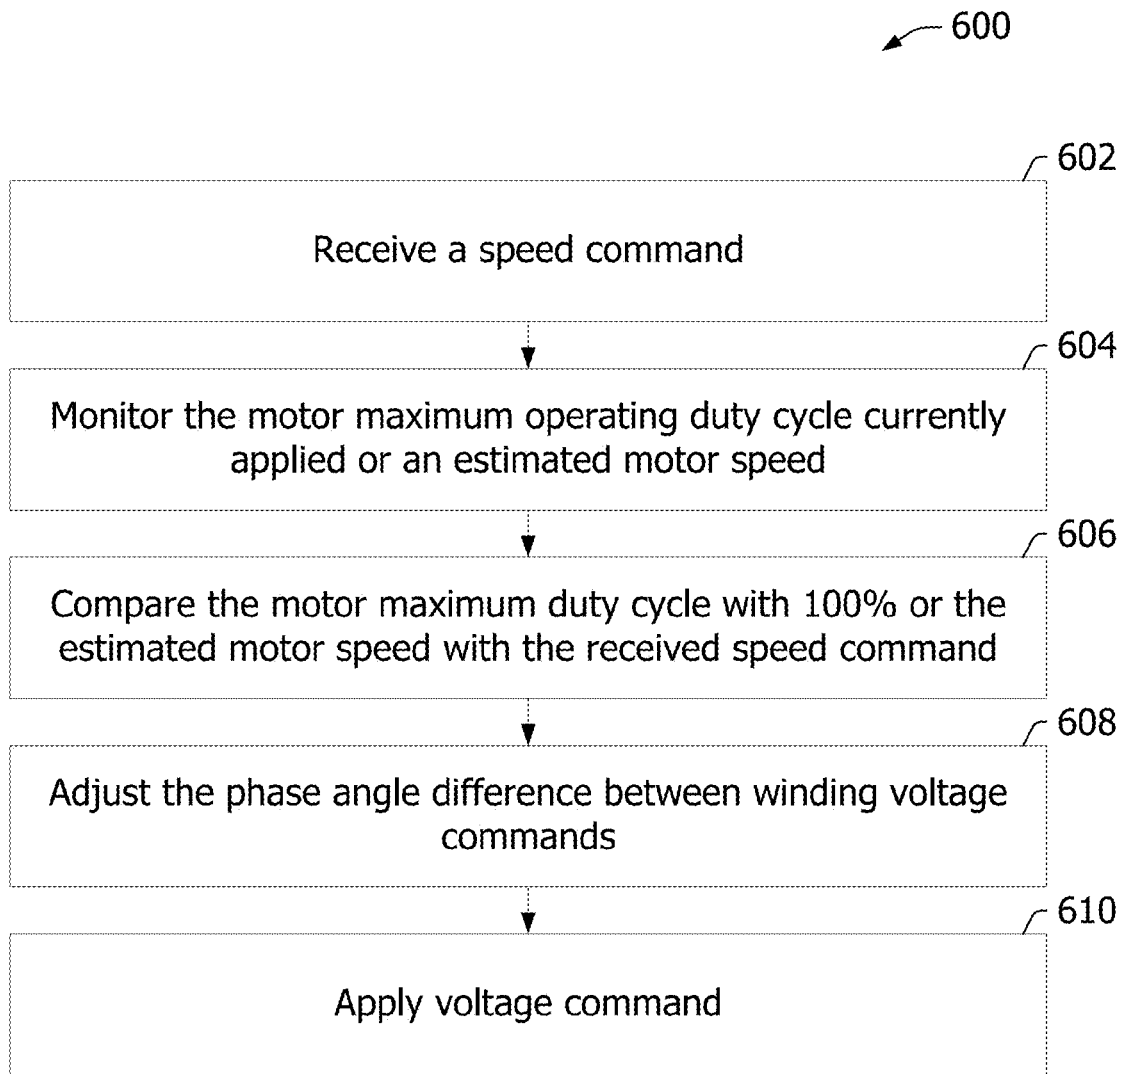 600
602
Receive a speed command
604
Monitor the motor maximum operating duty cycle currently
applied or an estimated motor speed
606
Compare the motor maximum duty cycle with 100% or the
estimated motor speed with the received speed command
608
Adjust the phase angle difference between winding voltage
commands
610
Apply voltage command